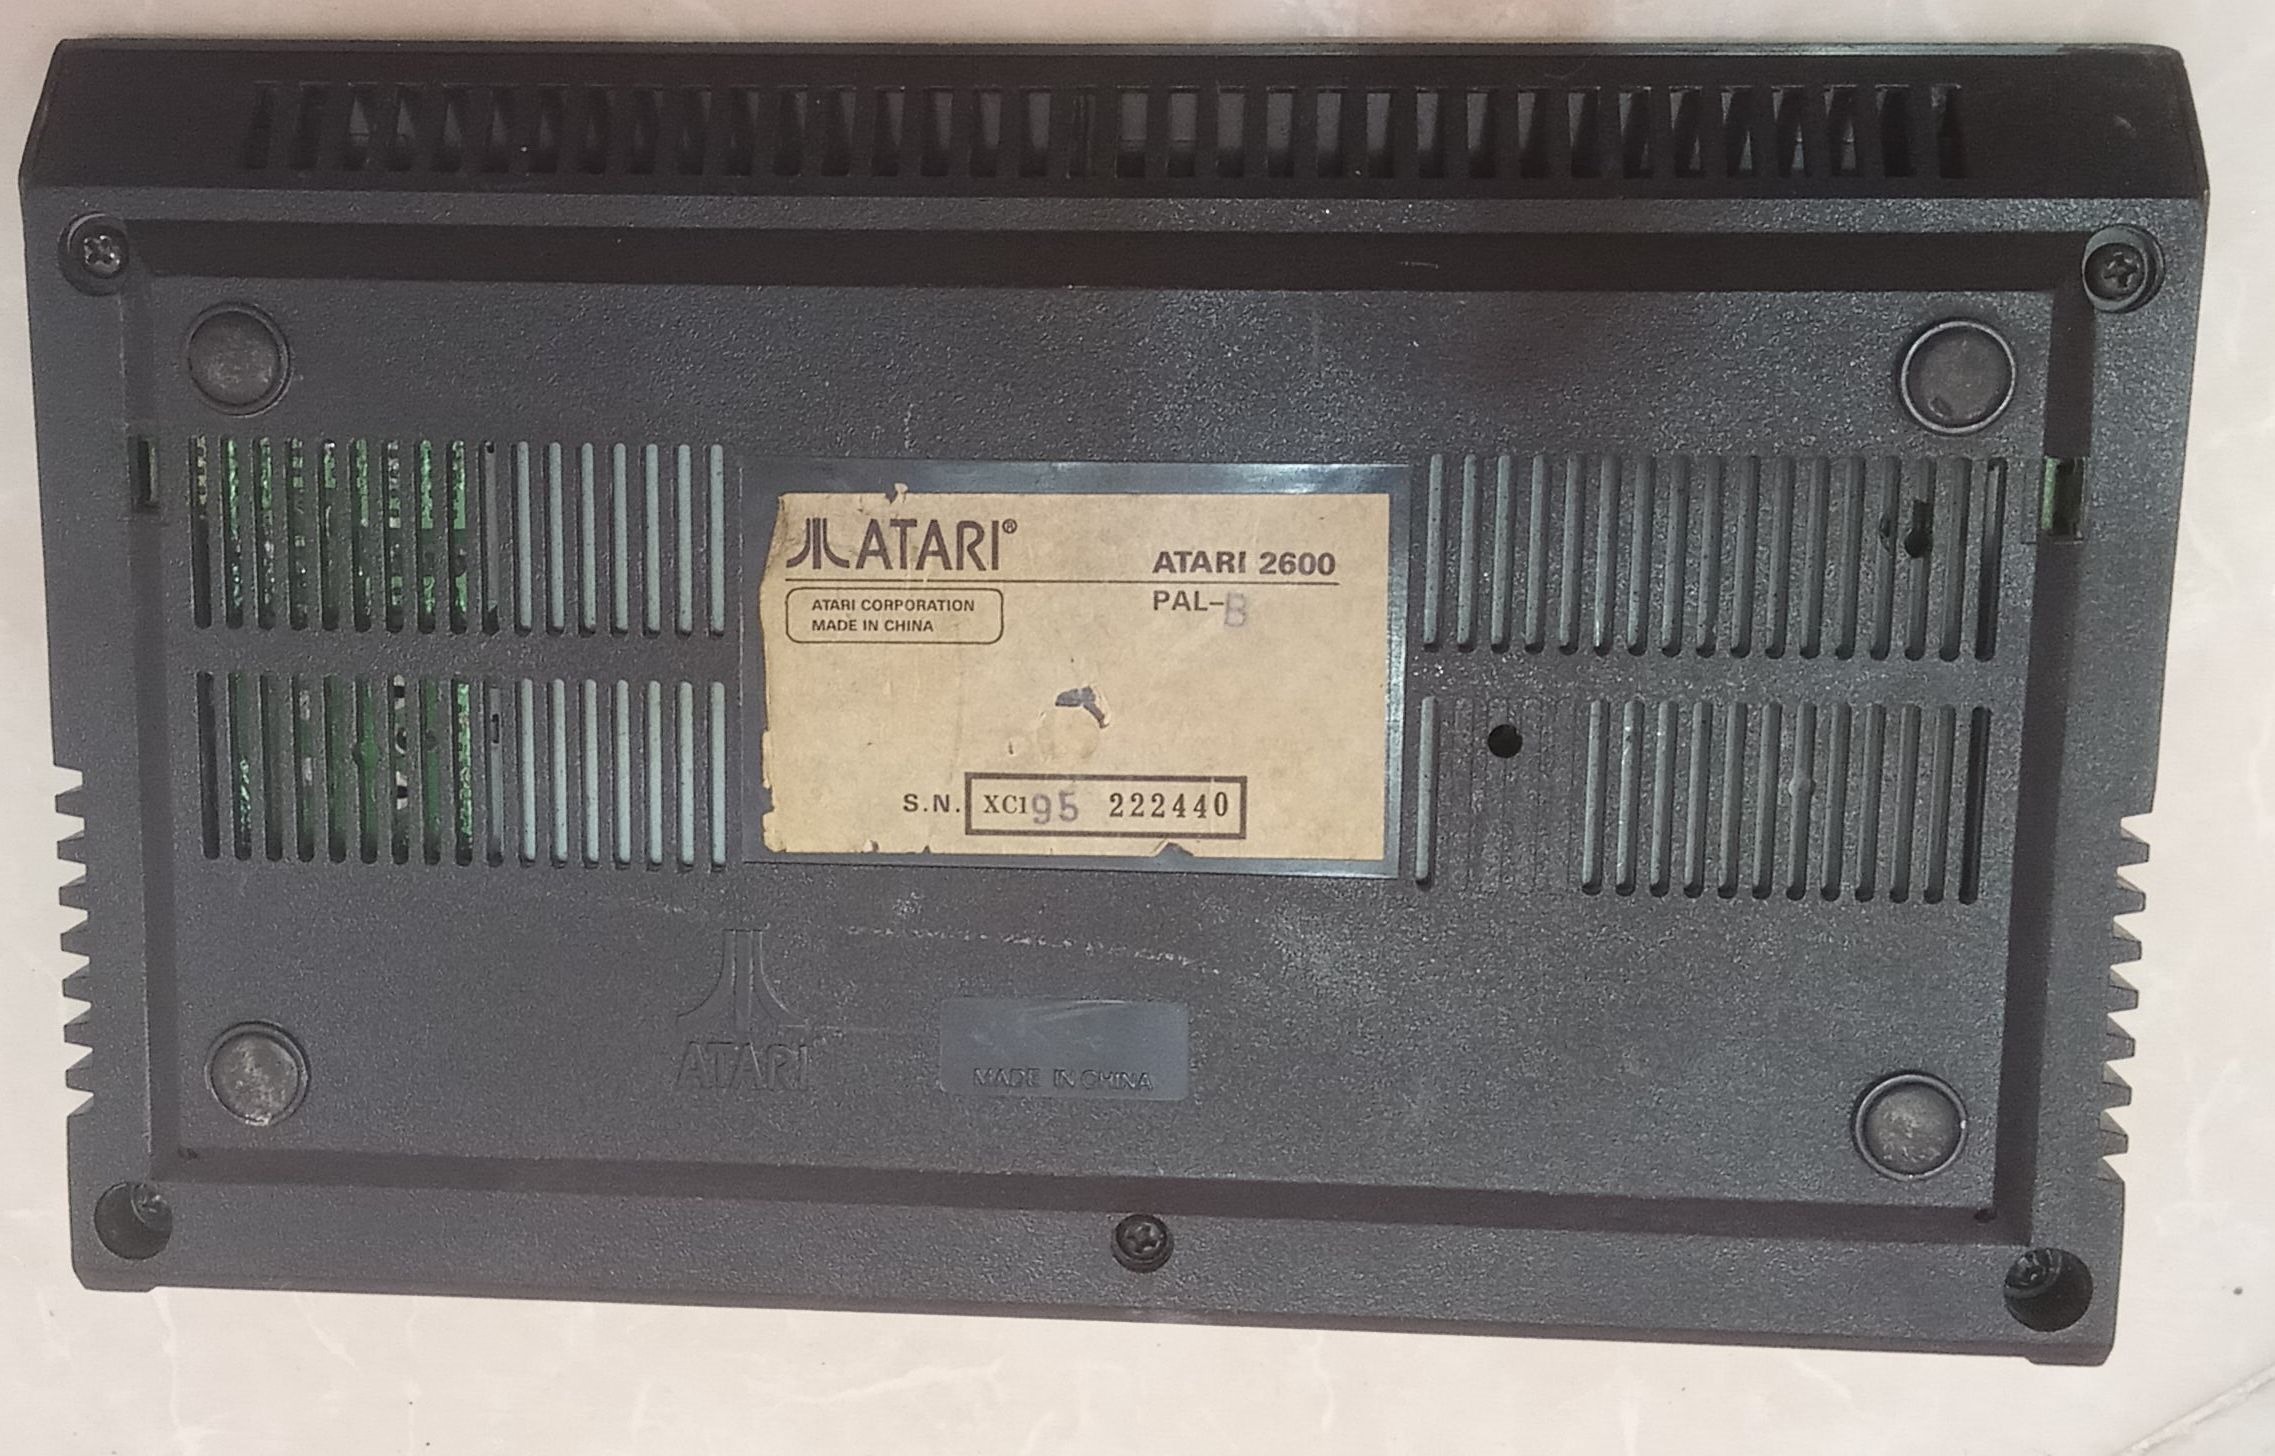 ATARI®
ATARI 2600
ATARI CORPORATION
MADE IN CHINA
PAL-B
S.N. XC195 222440
ATARI
MADE IN CHINA